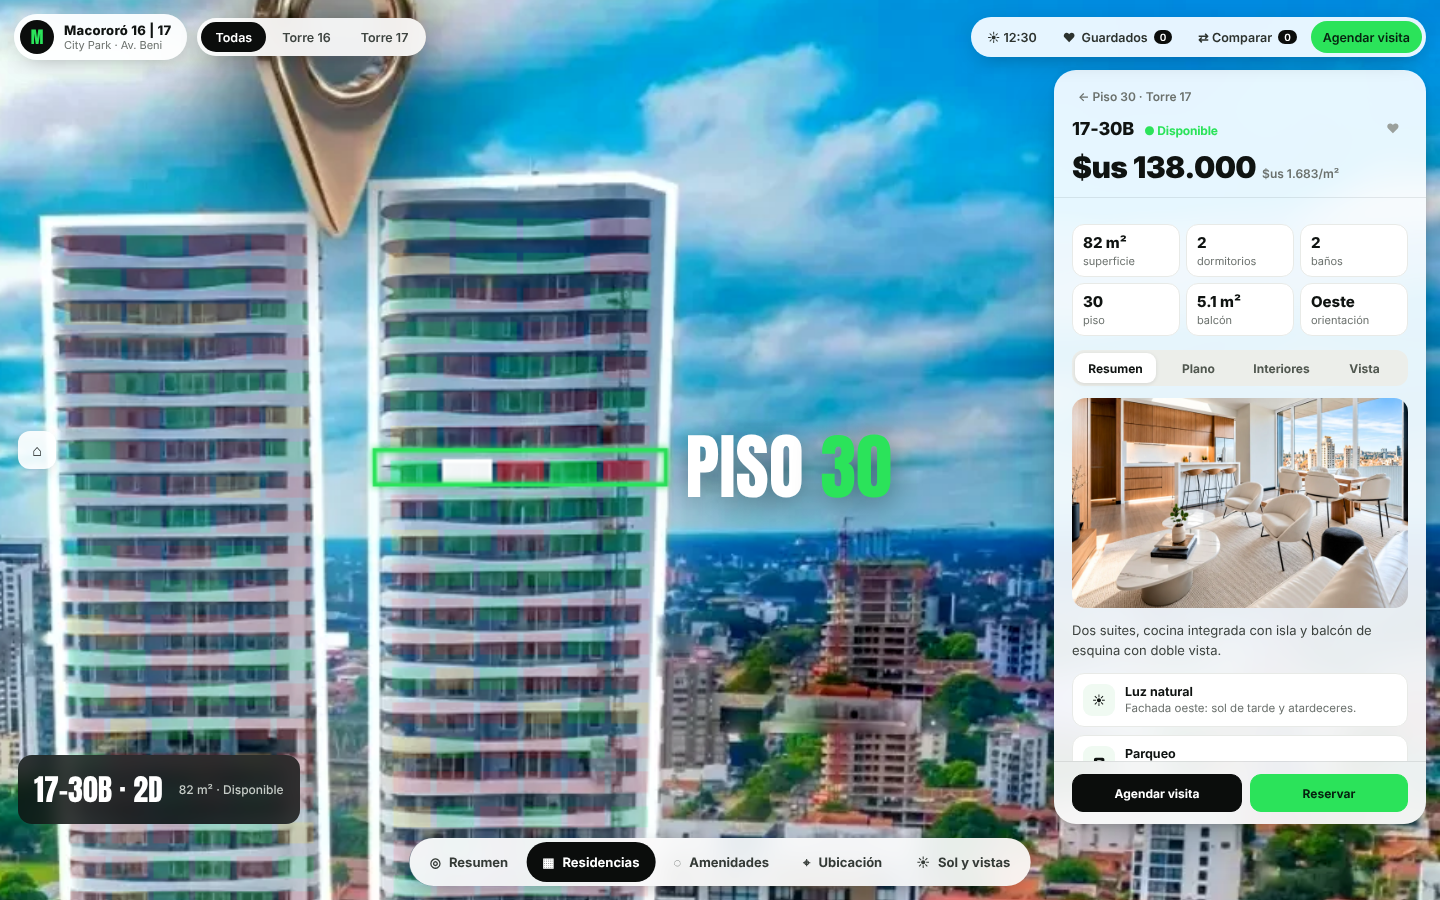 M
Macororó 16 | 17
City Park · Av. Beni
Todas
Torre 16
Torre 17
☀ 12:30
♥ Guardados 0
⇄ Comparar 0
Agendar visita
← Piso 30 · Torre 17
17-30B
Disponible
♥
$us 138.000 $us 1.683/m²
82 m²
superficie
2
dormitorios
2
baños
30
piso
5.1 m²
balcón
Oeste
orientación
Resumen
Plano
Interiores
Vista
Dos suites, cocina integrada con isla y balcón de
esquina con doble vista.
Luz natural
Fachada oeste: sol de tarde y atardeceres.
Parqueo
Agendar visita
Reservar
PISO 30
17-30B · 2D
82 m² · Disponible
Resumen
Residencias
Amenidades
Ubicación
Sol y vistas